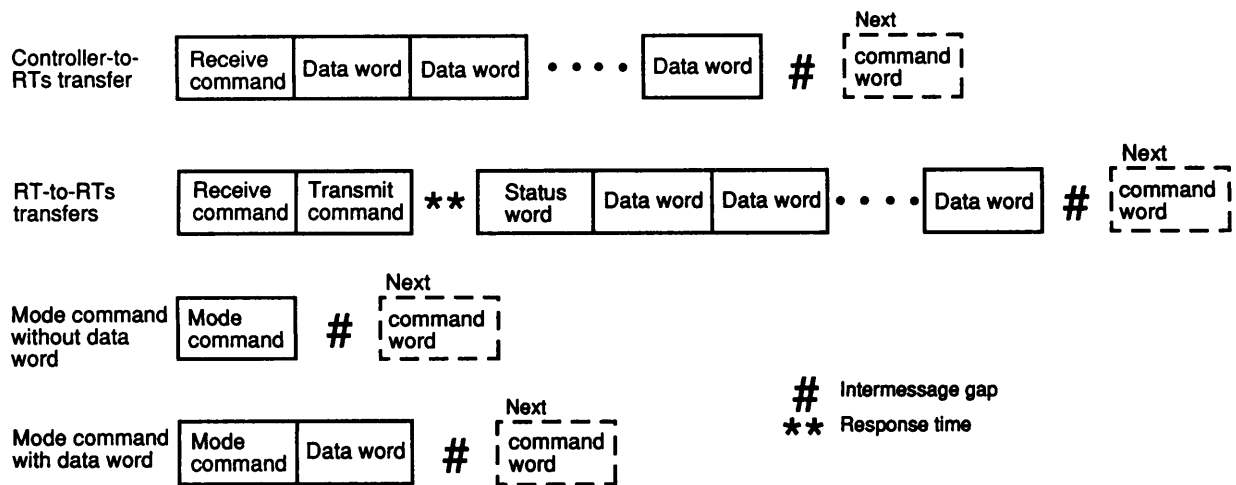 Controller-to-
RTs transfer
Receive
command
Data word
Data word
• • • •
Data word
#
Next
command
word
RT-to-RTs
transfers
Receive
command
Transmit
command
**
Status
word
Data word
Data word
• • • •
Data word
#
Next
command
word
Mode command
without data
word
Mode
command
#
Next
command
word
Mode command
with data word
Mode
command
Data word
#
Next
command
word
# Intermessage gap
** Response time